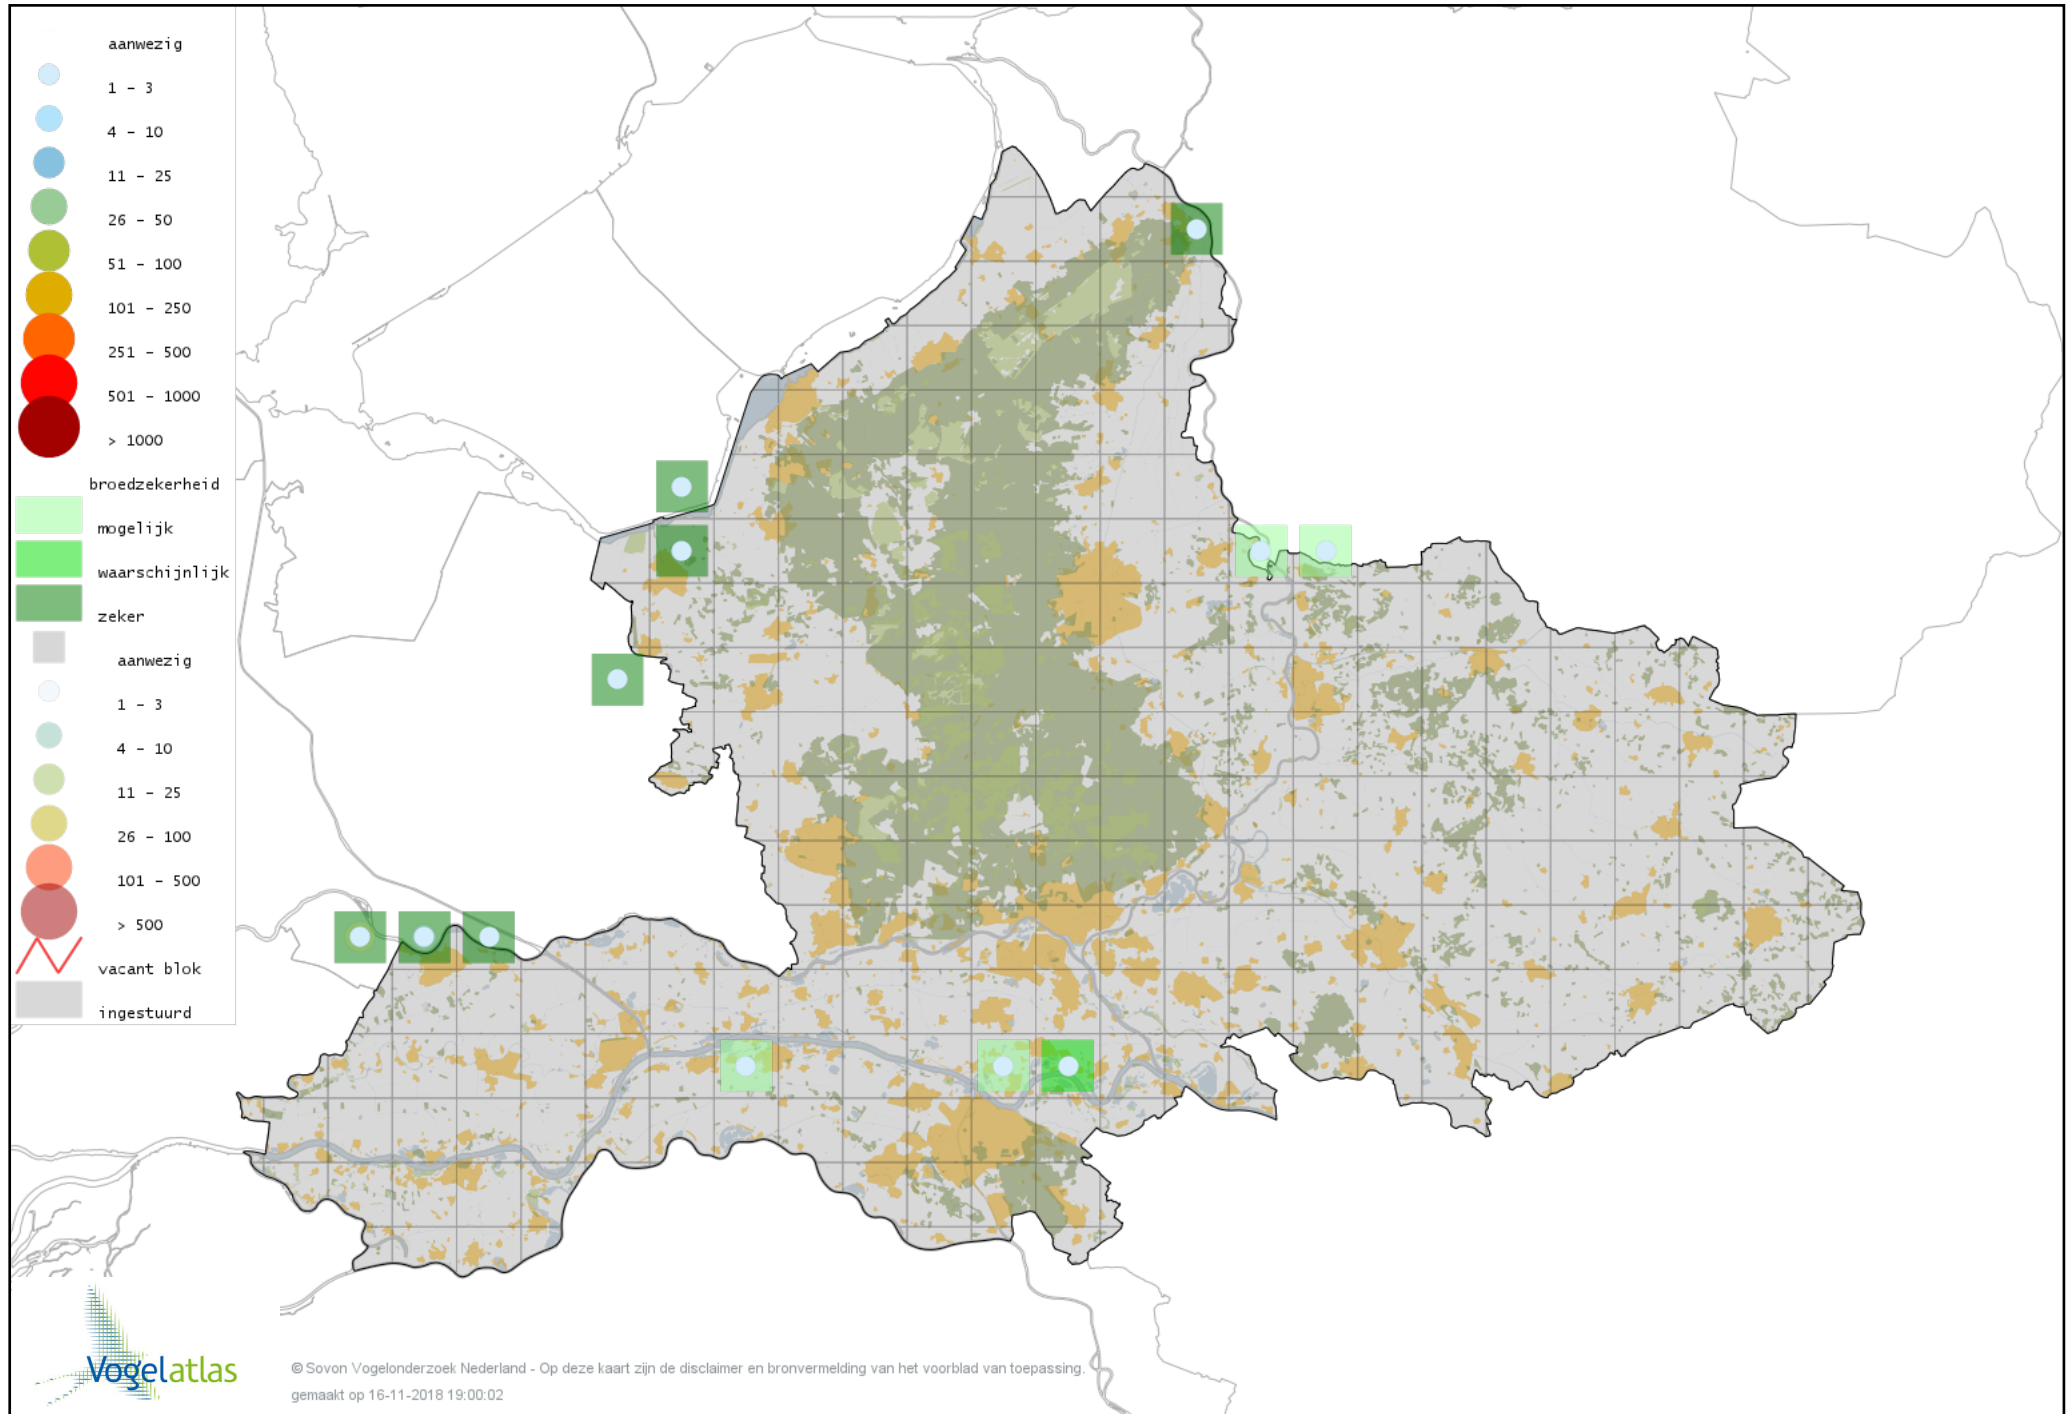 aanwezig
1 - 3
4 - 10
11 - 25
26 - 50
51 - 100
101 - 250
251 - 500
501 - 1000
> 1000
broedzekerheid
mogelijk
waarschijnlijk
zeker
aanwezig
1 - 3
4 - 10
11 - 25
26 - 100
101 - 500
> 500
vacant blok
ingestuurd
Vogelatlas
© Sovon Vogelonderzoek Nederland - Op deze kaart zijn de disclaimer en bronvermelding van het voorblad van toepassing.
gemaakt op 16-11-2018 19:00:02